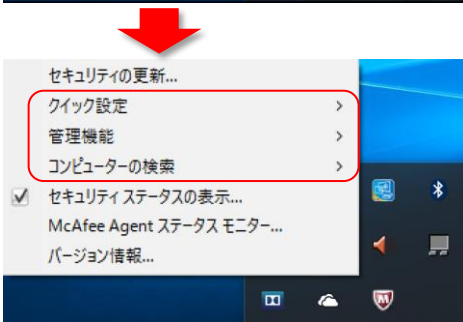 セキュリティの更新...
クイック設定
管理機能
コンピューターの検索
セキュリティ ステータスの表示...
McAfee Agent ステータス モニター...
バージョン情報...